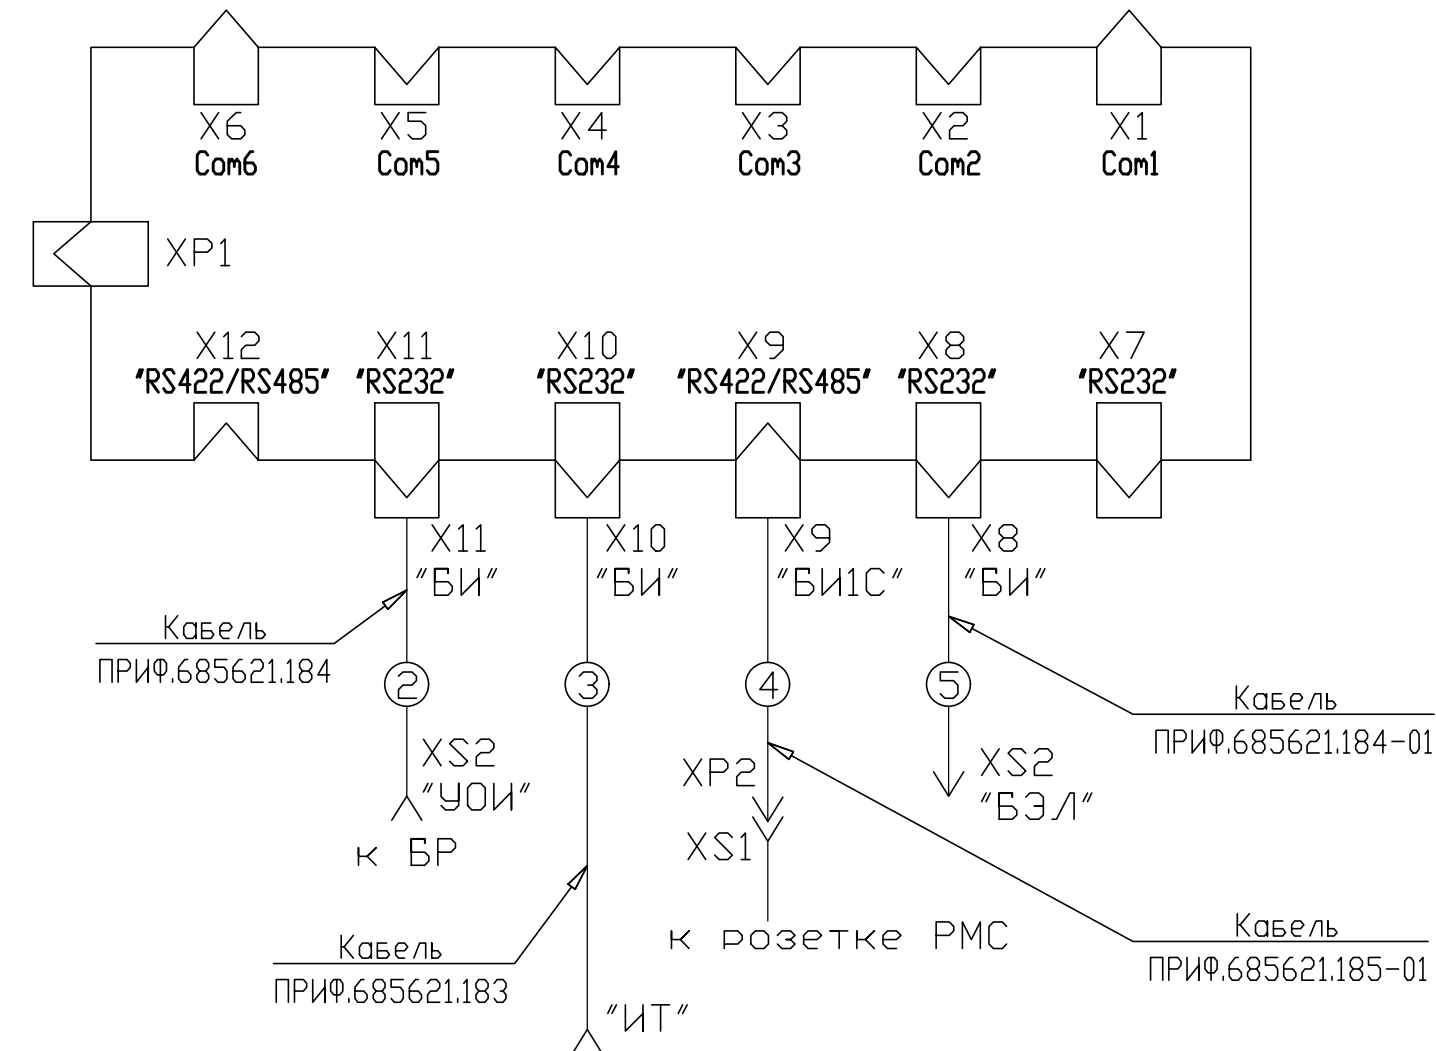 X6 X5 X4 X3 X2 X1
Com6 Com5 Com4 Com3 Com2 Com1
XP1
X12 X11 X10 X9 X8 X7
"RS422/RS485" "RS232" "RS232" "RS422/RS485" "RS232" "RS232"
X11 X10 X9 X8
"БИ" "БИ" "БИ1С" "БИ"
Кабель
ПРИФ.685621.184
2 3 4 5
Кабель
ПРИФ.685621.184-01
XS2
"УОИ"
к БР
XP2
XS1
XS2
"БЭЛ"
к розетке РМС
Кабель
ПРИФ.685621.185-01
Кабель
ПРИФ.685621.183
"ИТ"